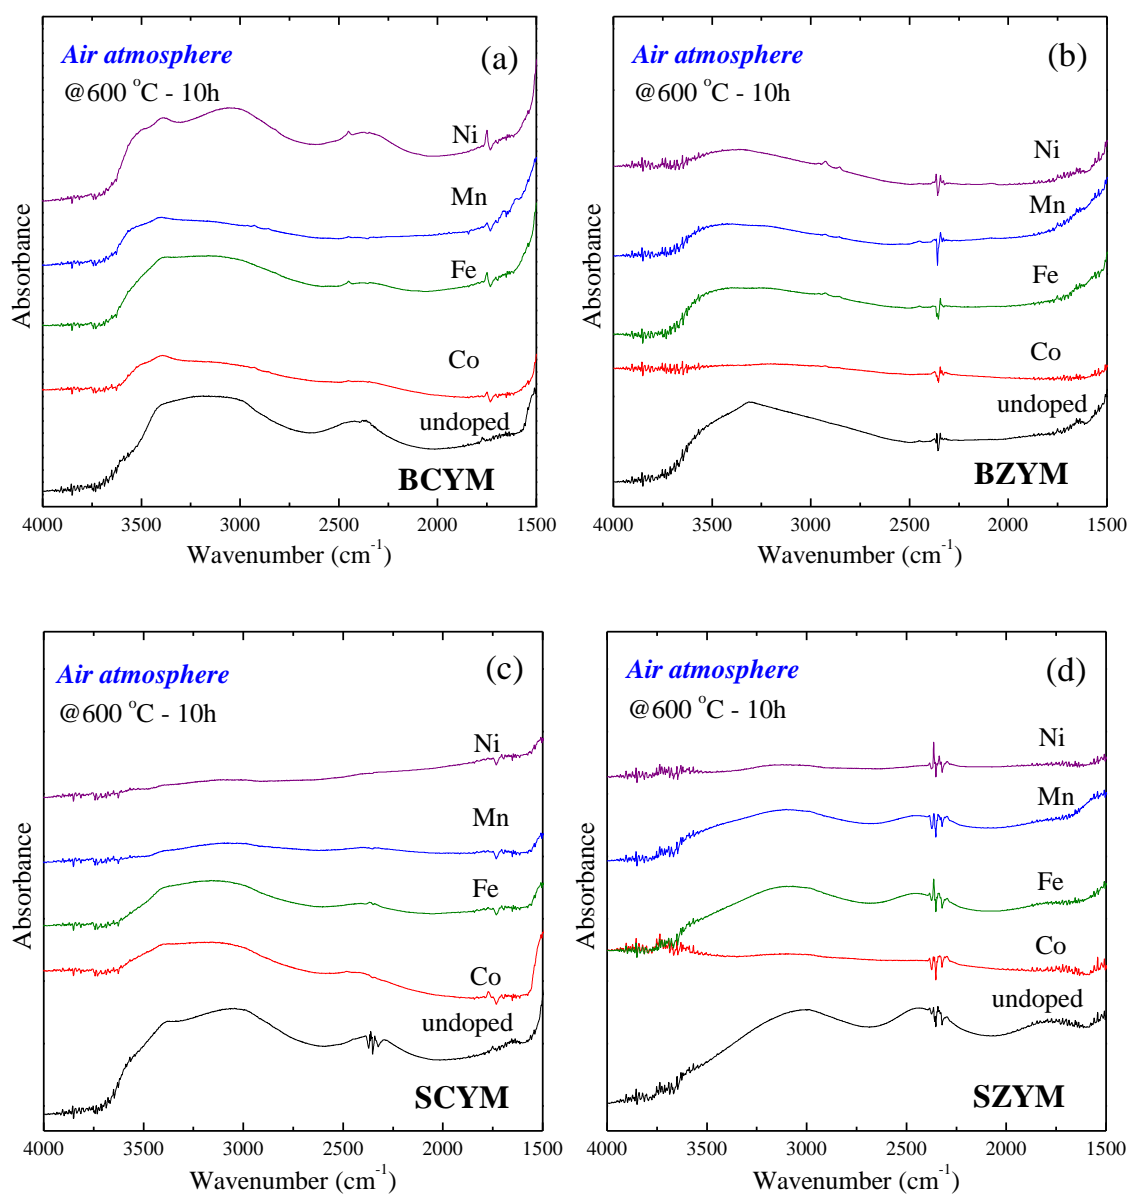 Air atmosphere
(a)
@600 °C - 10h
Ni
Mn
Fe
Co
undoped
BCYM
Absorbance
4000 3500 3000 2500 2000 1500
Wavenumber (cm⁻¹)
Air atmosphere
(b)
@600 °C - 10h
Ni
Mn
Fe
Co
undoped
BZYM
Absorbance
4000 3500 3000 2500 2000 1500
Wavenumber (cm⁻¹)
Air atmosphere
(c)
@600 °C - 10h
Ni
Mn
Fe
Co
undoped
SCYM
Absorbance
4000 3500 3000 2500 2000 1500
Wavenumber (cm⁻¹)
Air atmosphere
(d)
@600 °C - 10h
Ni
Mn
Fe
Co
undoped
SZYM
Absorbance
4000 3500 3000 2500 2000 1500
Wavenumber (cm⁻¹)